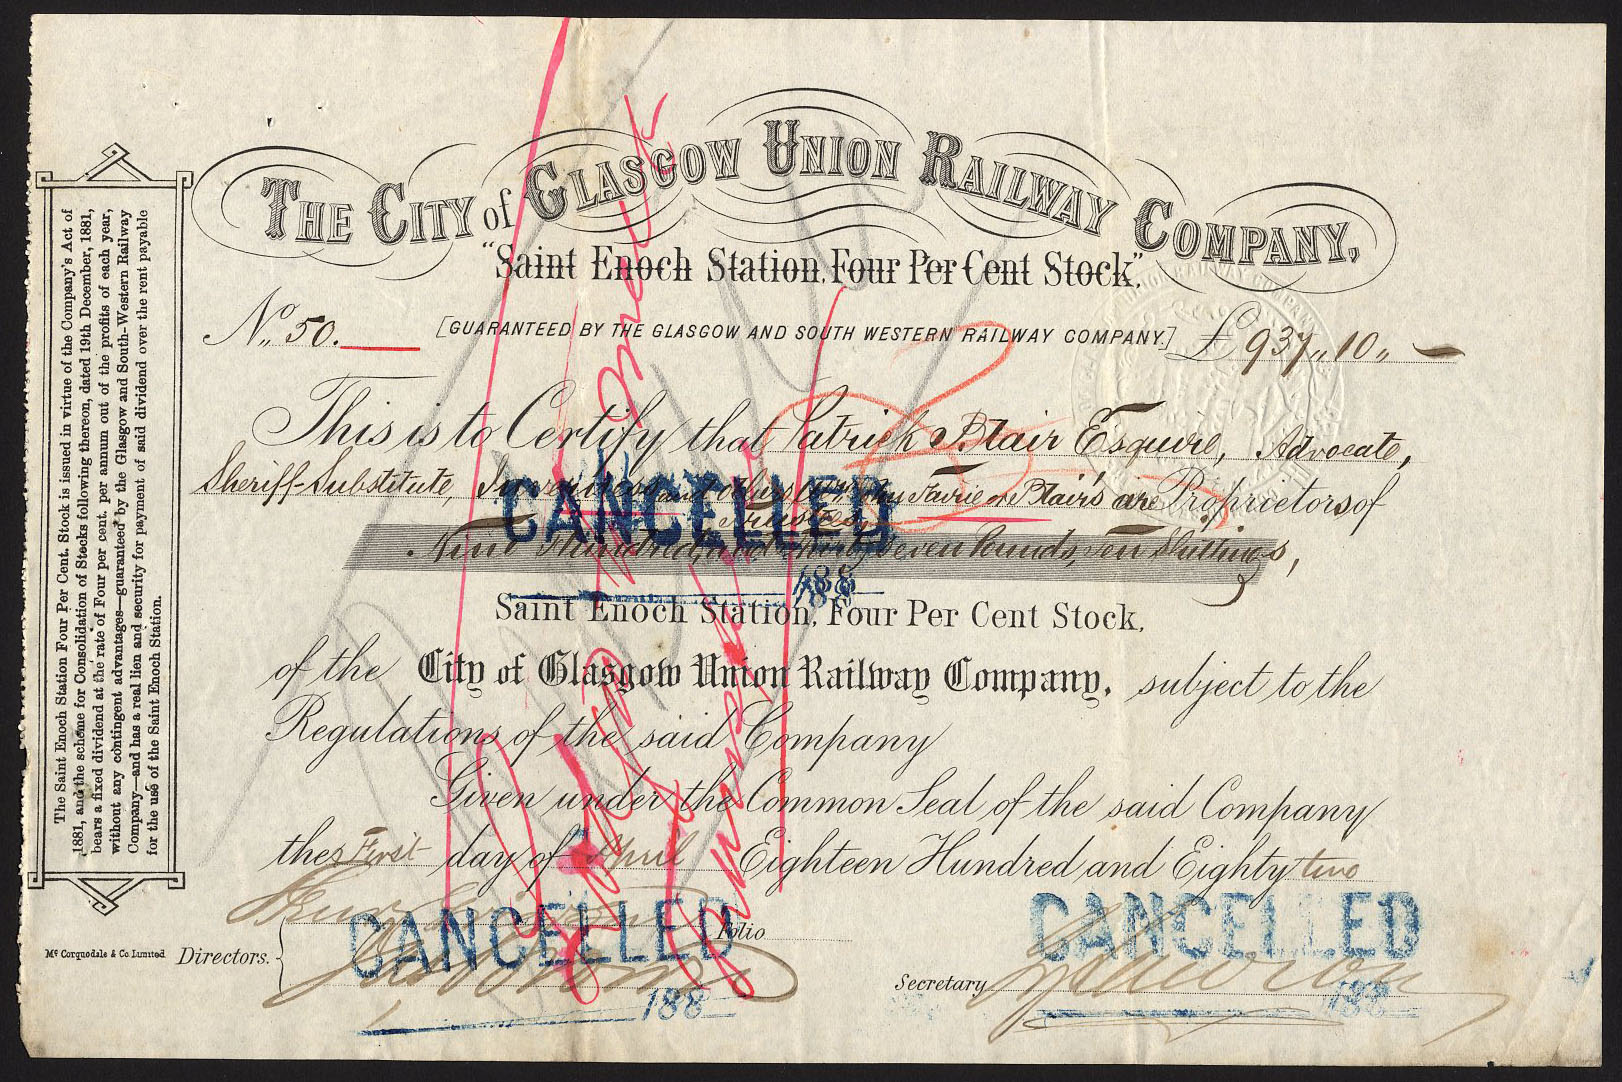 THE CITY of GLASGOW UNION RAILWAY COMPANY,
"Saint Enoch Station, Four Per Cent Stock".
No. 50.
[GUARANTEED BY THE GLASGOW AND SOUTH WESTERN RAILWAY COMPANY.]
£937,, 10,, —
This is to Certify that Patrick Blair Esquire, Advocate,
Sheriff-Substitute, Inverness and others Fairie or Blair's are Proprietors of
Trustees,
Nine Hundred and thirty seven Pounds, Ten Shillings,
Saint Enoch Station, Four Per Cent Stock,
of the City of Glasgow Union Railway Company, subject to the
Regulations of the said Company
Given under the Common Seal of the said Company
the First day of April Eighteen Hundred and Eighty two
Directors.
Folio
Secretary
Mc Corquodale & Co Limited
The Saint Enoch Station Four Per Cent. Stock is issued in virtue of the Company's Act of
1881, and the scheme for Consolidation of Stocks following thereon, dated 19th December, 1881,
bears a fixed dividend at the rate of Four per cent. per annum out of the profits of each year,
without any contingent advantages—guaranteed by the Glasgow and South-Western Railway
Company—and has a real lien and security for payment of said dividend over the rent payable
for the use of the Saint Enoch Station.
CANCELLED
188
CANCELLED
188
CANCELLED
188